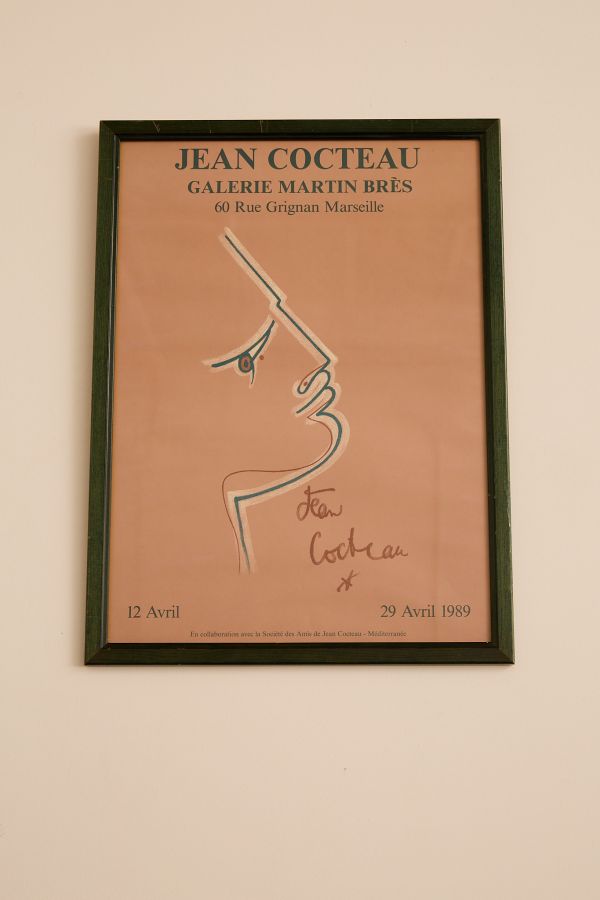 JEAN COCTEAU
GALERIE MARTIN BRÈS
60 Rue Grignan Marseille
Jean
Cocteau
12 Avril 29 Avril 1989
En collaboration avec la Société des Amis de Jean Cocteau - Méditerranée